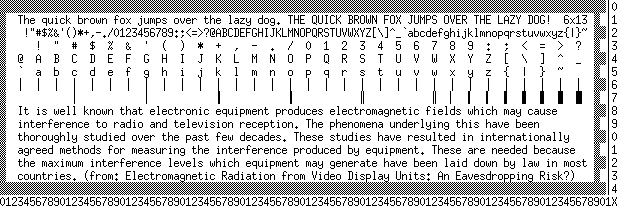 The quick brown fox jumps over the lazy dog. THE QUICK BROWN FOX JUMPS OVER THE LAZY DOG!  6x13
 !"#$%&'()*+,-./0123456789:;<=>?@ABCDEFGHIJKLMNOPQRSTUVWXYZ[\]^_`abcdefghijklmnopqrstuvwxyz{|}~
  ! " # $ % & ' ( ) * + , - . / 0 1 2 3 4 5 6 7 8 9 : ; < = > ?
@ A B C D E F G H I J K L M N O P Q R S T U V W X Y Z [ \ ] ^ _
` a b c d e f g h i j k l m n o p q r s t u v w x y z { | } ~
It is well known that electronic equipment produces electromagnetic fields which may cause
interference to radio and television reception. The phenomena underlying this have been
thoroughly studied over the past few decades. These studies have resulted in internationally
agreed methods for measuring the interference produced by equipment. These are needed because
the maximum interference levels which equipment may generate have been laid down by law in most
countries. (from: Electromagnetic Radiation from Video Display Units: An Eavesdropping Risk?)
0
1
2
3
4
5
6
7
8
9
0
1
2
3
4
012345678901234567890123456789012345678901234567890123456789012345678901234567890123456789012345678901X